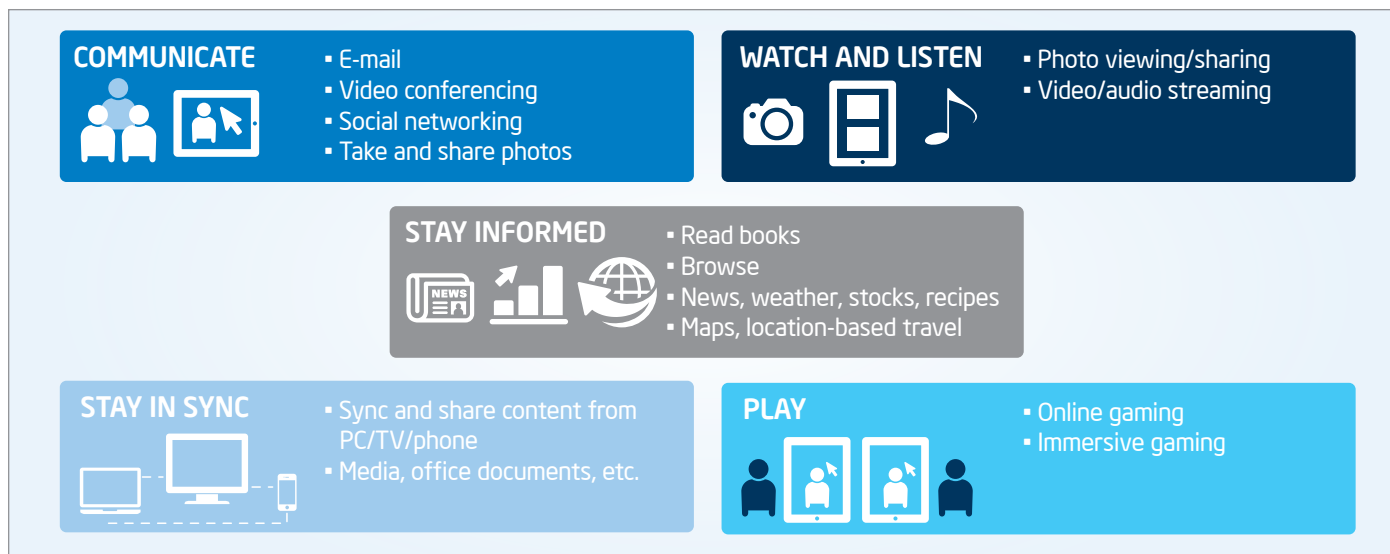 COMMUNICATE
▪ E-mail
▪ Video conferencing
▪ Social networking
▪ Take and share photos
WATCH AND LISTEN
▪ Photo viewing/sharing
▪ Video/audio streaming
STAY INFORMED
NEWS
▪ Read books
▪ Browse
▪ News, weather, stocks, recipes
▪ Maps, location-based travel
STAY IN SYNC
▪ Sync and share content from
PC/TV/phone
▪ Media, office documents, etc.
PLAY
▪ Online gaming
▪ Immersive gaming